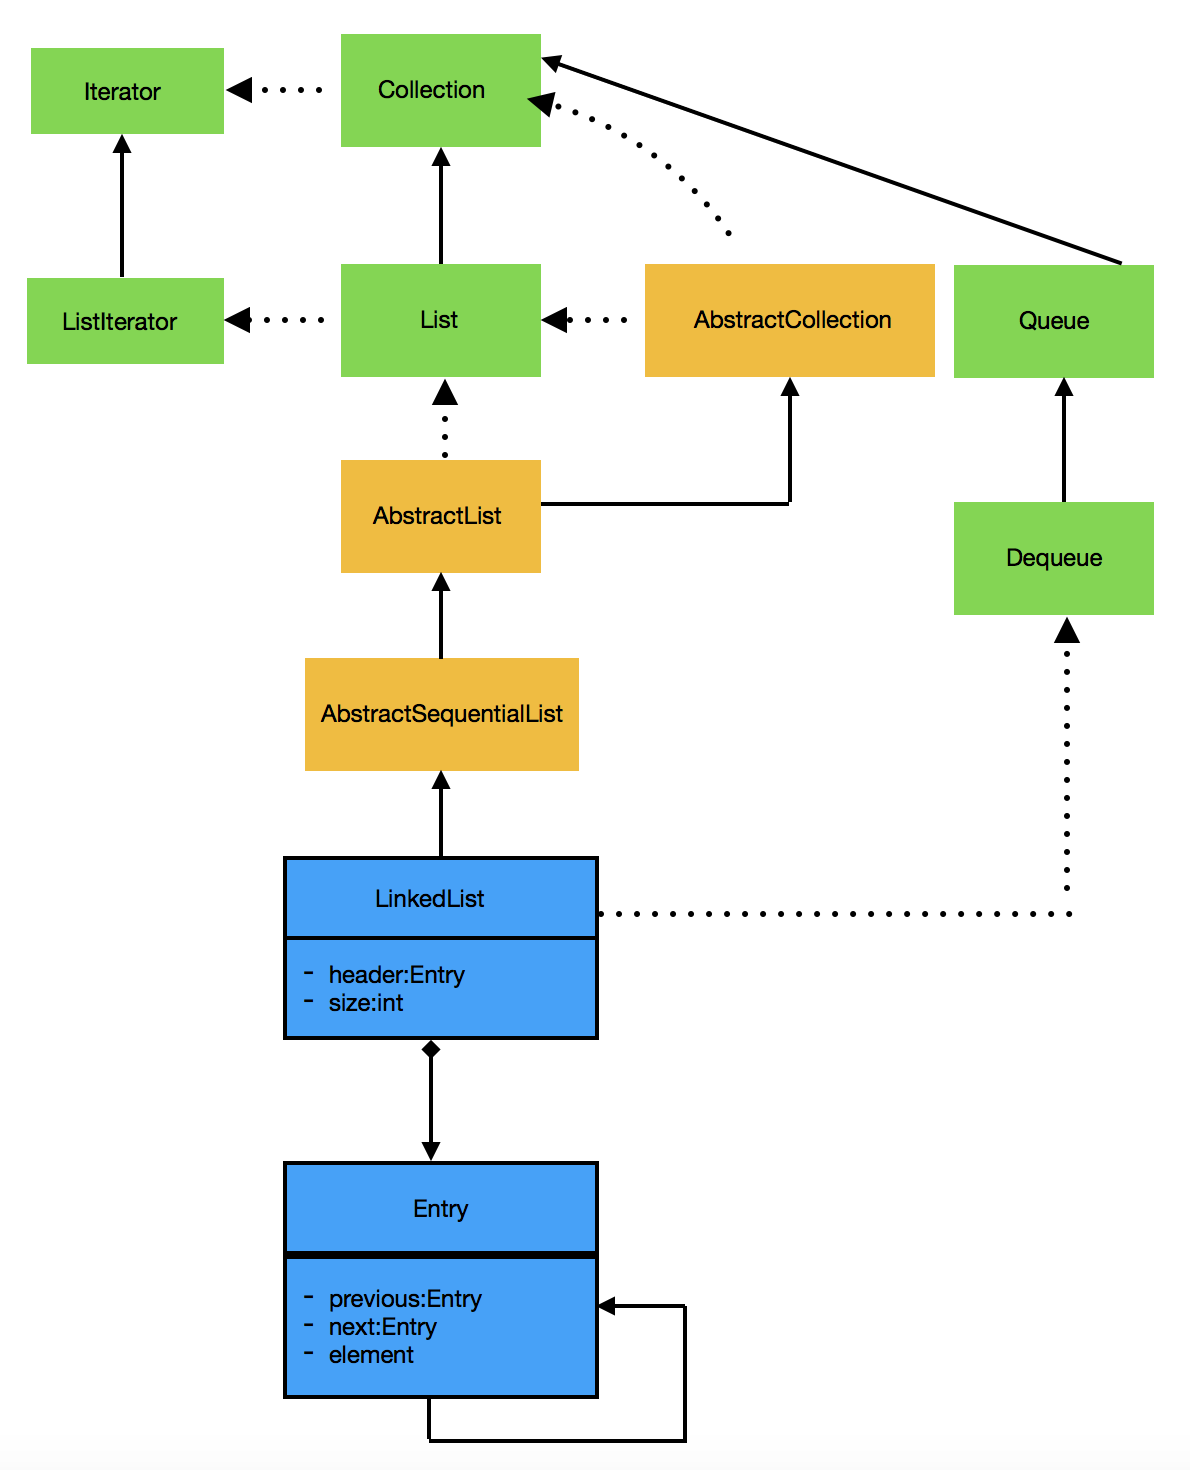 Iterator
Collection
ListIterator
List
AbstractCollection
Queue
AbstractList
Dequeue
AbstractSequentialList
LinkedList
- header:Entry
- size:int
Entry
- previous:Entry
- next:Entry
- element